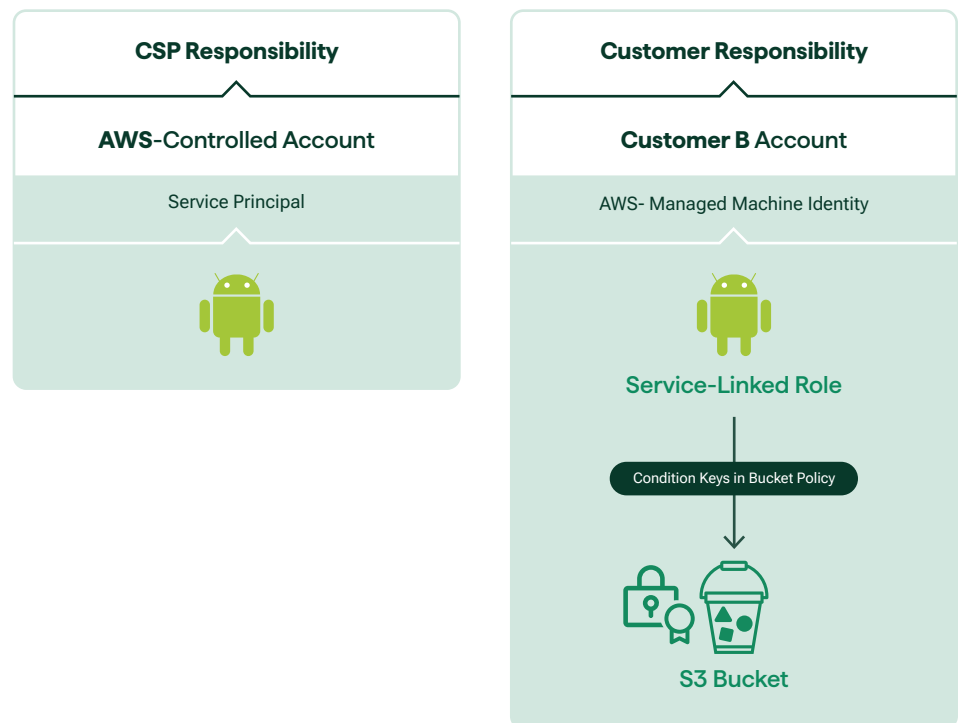 CSP Responsibility
AWS-Controlled Account
Service Principal
Customer Responsibility
Customer B Account
AWS- Managed Machine Identity
Service-Linked Role
Condition Keys in Bucket Policy
S3 Bucket